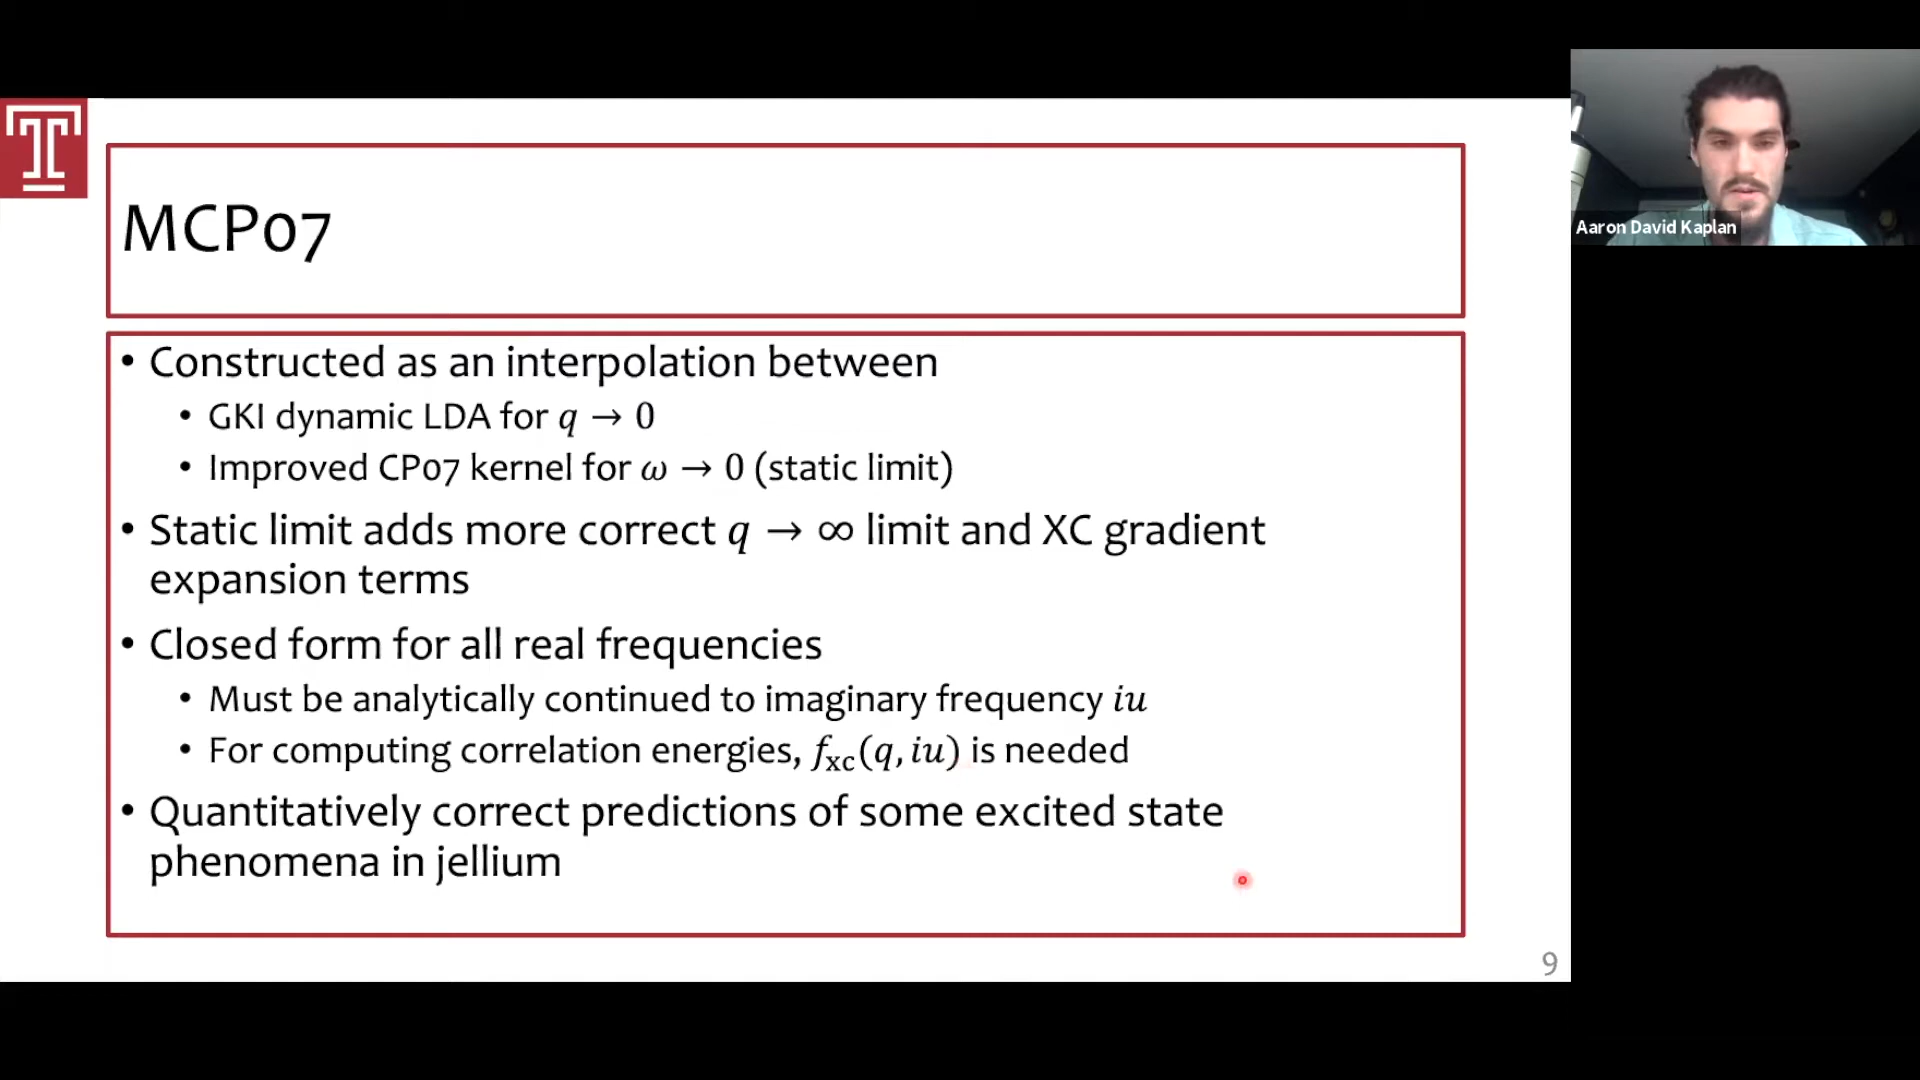 T
MCP07
• Constructed as an interpolation between
• GKI dynamic LDA for q → 0
• Improved CP07 kernel for ω → 0 (static limit)
• Static limit adds more correct q → ∞ limit and XC gradient
expansion terms
• Closed form for all real frequencies
• Must be analytically continued to imaginary frequency iu
• For computing correlation energies, f_xc(q, iu) is needed
• Quantitatively correct predictions of some excited state
phenomena in jellium
9
Aaron David Kaplan